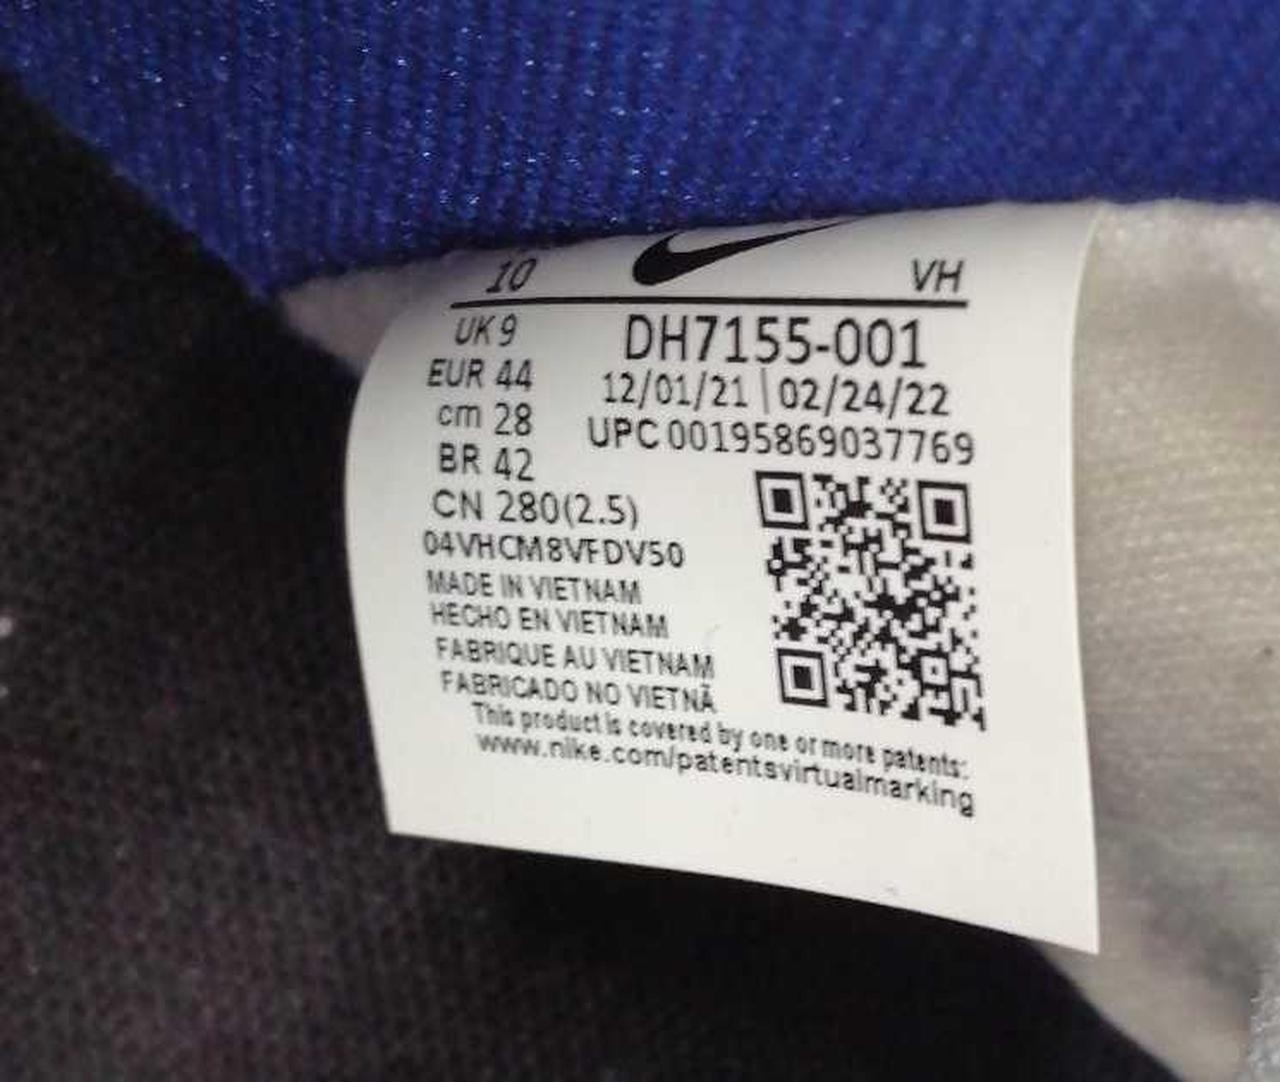 10 VH
UK 9
EUR 44
cm 28
BR 42
CN 280(2.5)
DH7155-001
12/01/21 | 02/24/22
UPC 00195869037769
04VHCM8VFDV50
MADE IN VIETNAM
HECHO EN VIETNAM
FABRIQUE AU VIETNAM
FABRICADO NO VIETNÃ
This product is covered by one or more patents:
www.nike.com/patentsvirtualmarking